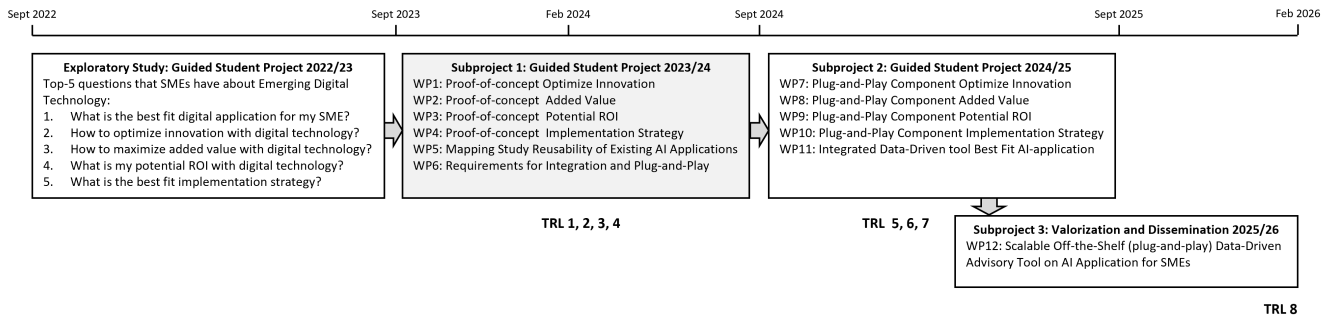 Sept 2022
Sept 2023
Feb 2024
Sept 2024
Sept 2025
Feb 2026
Exploratory Study: Guided Student Project 2022/23
Top-5 questions that SMEs have about Emerging Digital
Technology:
1. What is the best fit digital application for my SME?
2. How to optimize innovation with digital technology?
3. How to maximize added value with digital technology?
4. What is my potential ROI with digital technology?
5. What is the best fit implementation strategy?
Subproject 1: Guided Student Project 2023/24
WP1: Proof-of-concept Optimize Innovation
WP2: Proof-of-concept Added Value
WP3: Proof-of-concept Potential ROI
WP4: Proof-of-concept Implementation Strategy
WP5: Mapping Study Reusability of Existing AI Applications
WP6: Requirements for Integration and Plug-and-Play
TRL 1, 2, 3, 4
Subproject 2: Guided Student Project 2024/25
WP7: Plug-and-Play Component Optimize Innovation
WP8: Plug-and-Play Component Added Value
WP9: Plug-and-Play Component Potential ROI
WP10: Plug-and-Play Component Implementation Strategy
WP11: Integrated Data-Driven tool Best Fit AI-application
TRL 5, 6, 7
Subproject 3: Valorization and Dissemination 2025/26
WP12: Scalable Off-the-Shelf (plug-and-play) Data-Driven
Advisory Tool on AI Application for SMEs
TRL 8